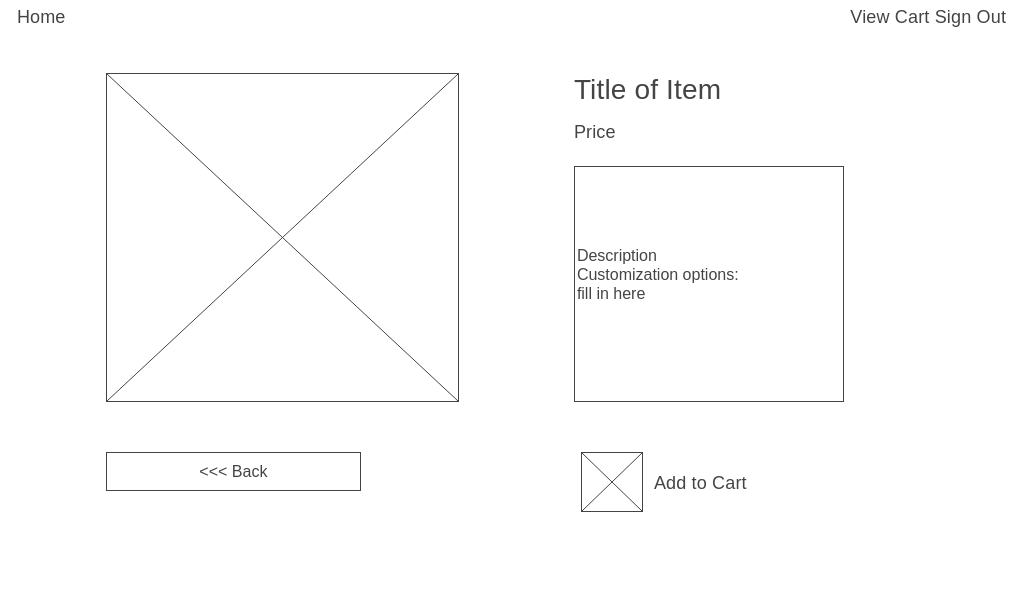 Home
View Cart Sign Out
Title of Item
Price
Description
Customization options:
fill in here
<<< Back
Add to Cart